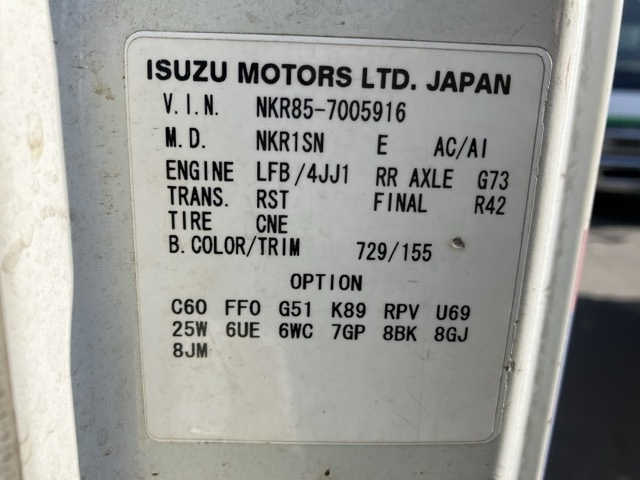 ISUZU MOTORS LTD. JAPAN
V.I.N. NKR85-7005916
M.D. NKR1SN E AC/AI
ENGINE LFB/4JJ1 RR AXLE G73
TRANS. RST FINAL R42
TIRE CNE
B.COLOR/TRIM 729/155
OPTION
C60 FF0 G51 K89 RPV U69
25W 6UE 6WC 7GP 8BK 8GJ
8JM